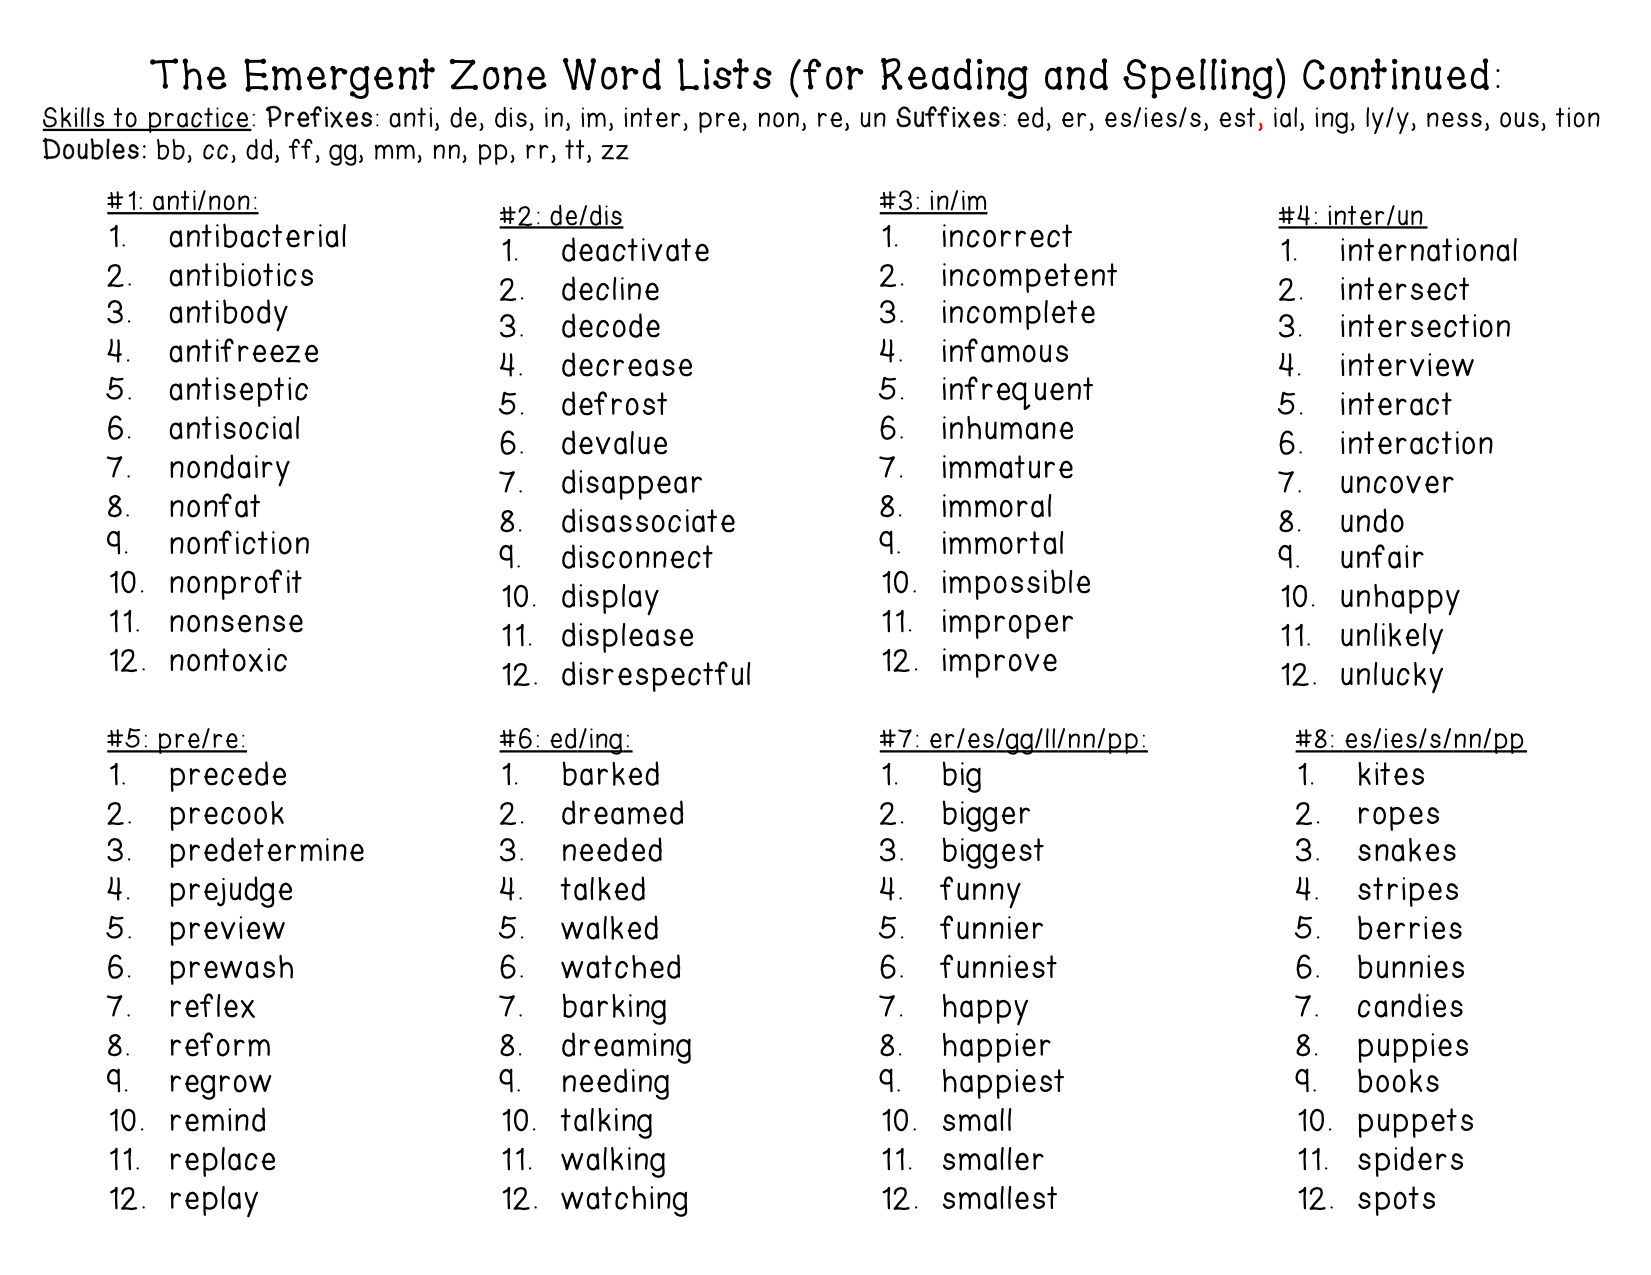 The Emergent Zone Word Lists (for Reading and Spelling) Continued:
Skills to practice: Prefixes: anti, de, dis, in, im, inter, pre, non, re, un Suffixes: ed, er, es/ies/s, est, ial, ing, ly/y, ness, ous, tion
Doubles: bb, cc, dd, ff, gg, mm, nn, pp, rr, tt, zz
#1: anti/non:
1. antibacterial
2. antibiotics
3. antibody
4. antifreeze
5. antiseptic
6. antisocial
7. nondairy
8. nonfat
9. nonfiction
10. nonprofit
11. nonsense
12. nontoxic
#2: de/dis
1. deactivate
2. decline
3. decode
4. decrease
5. defrost
6. devalue
7. disappear
8. disassociate
9. disconnect
10. display
11. displease
12. disrespectful
#3: in/im
1. incorrect
2. incompetent
3. incomplete
4. infamous
5. infrequent
6. inhumane
7. immature
8. immoral
9. immortal
10. impossible
11. improper
12. improve
#4: inter/un
1. international
2. intersect
3. intersection
4. interview
5. interact
6. interaction
7. uncover
8. undo
9. unfair
10. unhappy
11. unlikely
12. unlucky
#5: pre/re:
1. precede
2. precook
3. predetermine
4. prejudge
5. preview
6. prewash
7. reflex
8. reform
9. regrow
10. remind
11. replace
12. replay
#6: ed/ing:
1. barked
2. dreamed
3. needed
4. talked
5. walked
6. watched
7. barking
8. dreaming
9. needing
10. talking
11. walking
12. watching
#7: er/es/gg/ll/nn/pp:
1. big
2. bigger
3. biggest
4. funny
5. funnier
6. funniest
7. happy
8. happier
9. happiest
10. small
11. smaller
12. smallest
#8: es/ies/s/nn/pp
1. kites
2. ropes
3. snakes
4. stripes
5. berries
6. bunnies
7. candies
8. puppies
9. books
10. puppets
11. spiders
12. spots